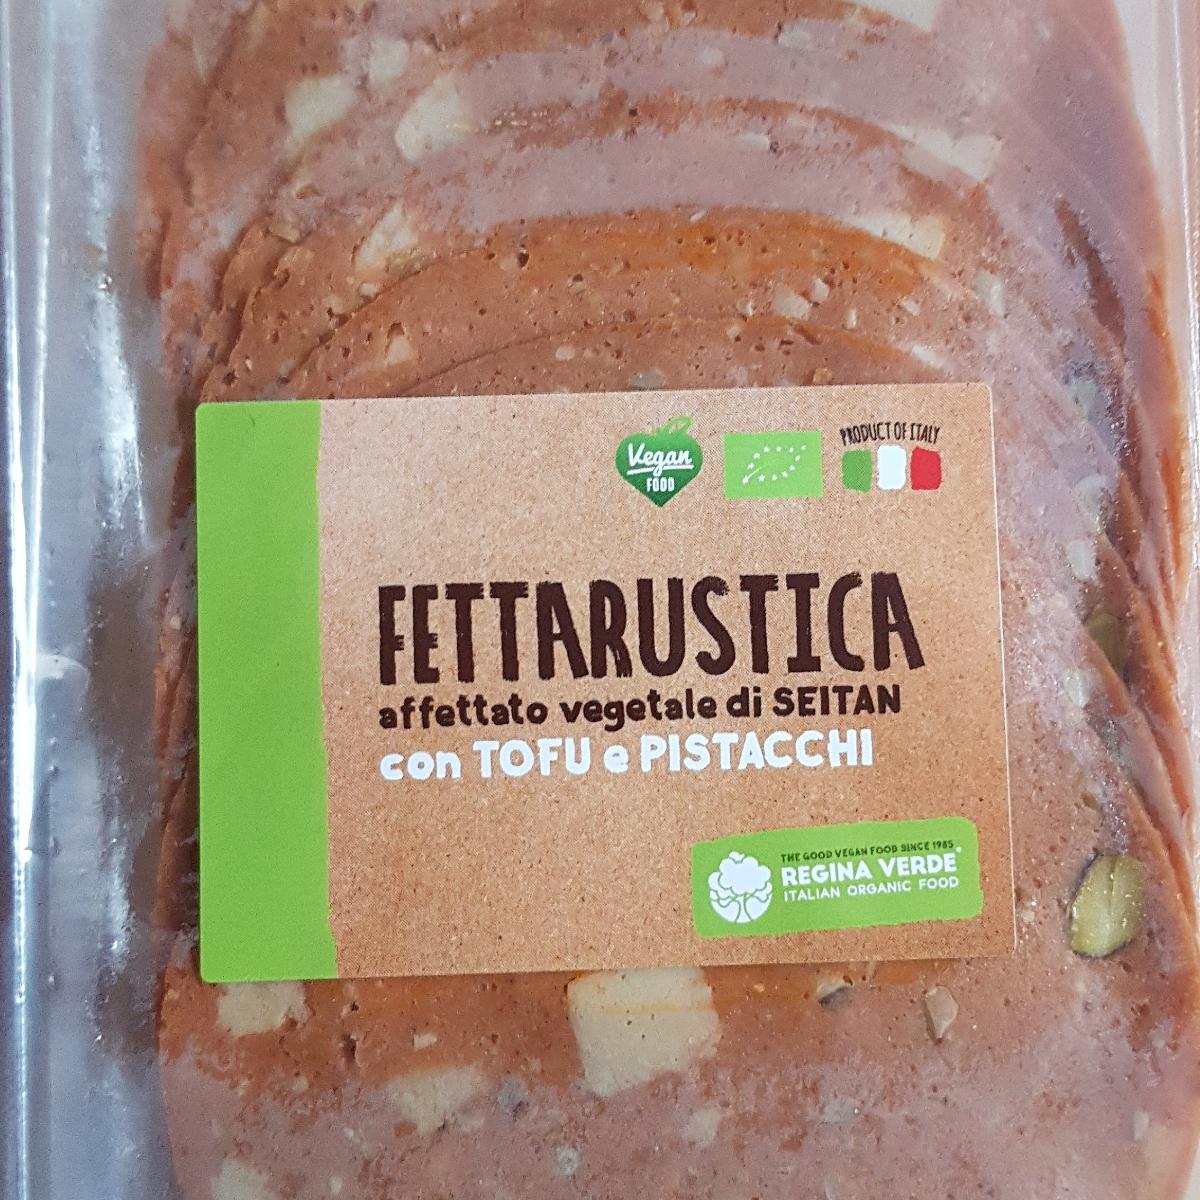 Vegan
FOOD
PRODUCT OF ITALY
FETTARUSTICA
affettato vegetale di SEITAN
con TOFU e PISTACCHI
THE GOOD VEGAN FOOD SINCE 1985
REGINA VERDE®
ITALIAN ORGANIC FOOD